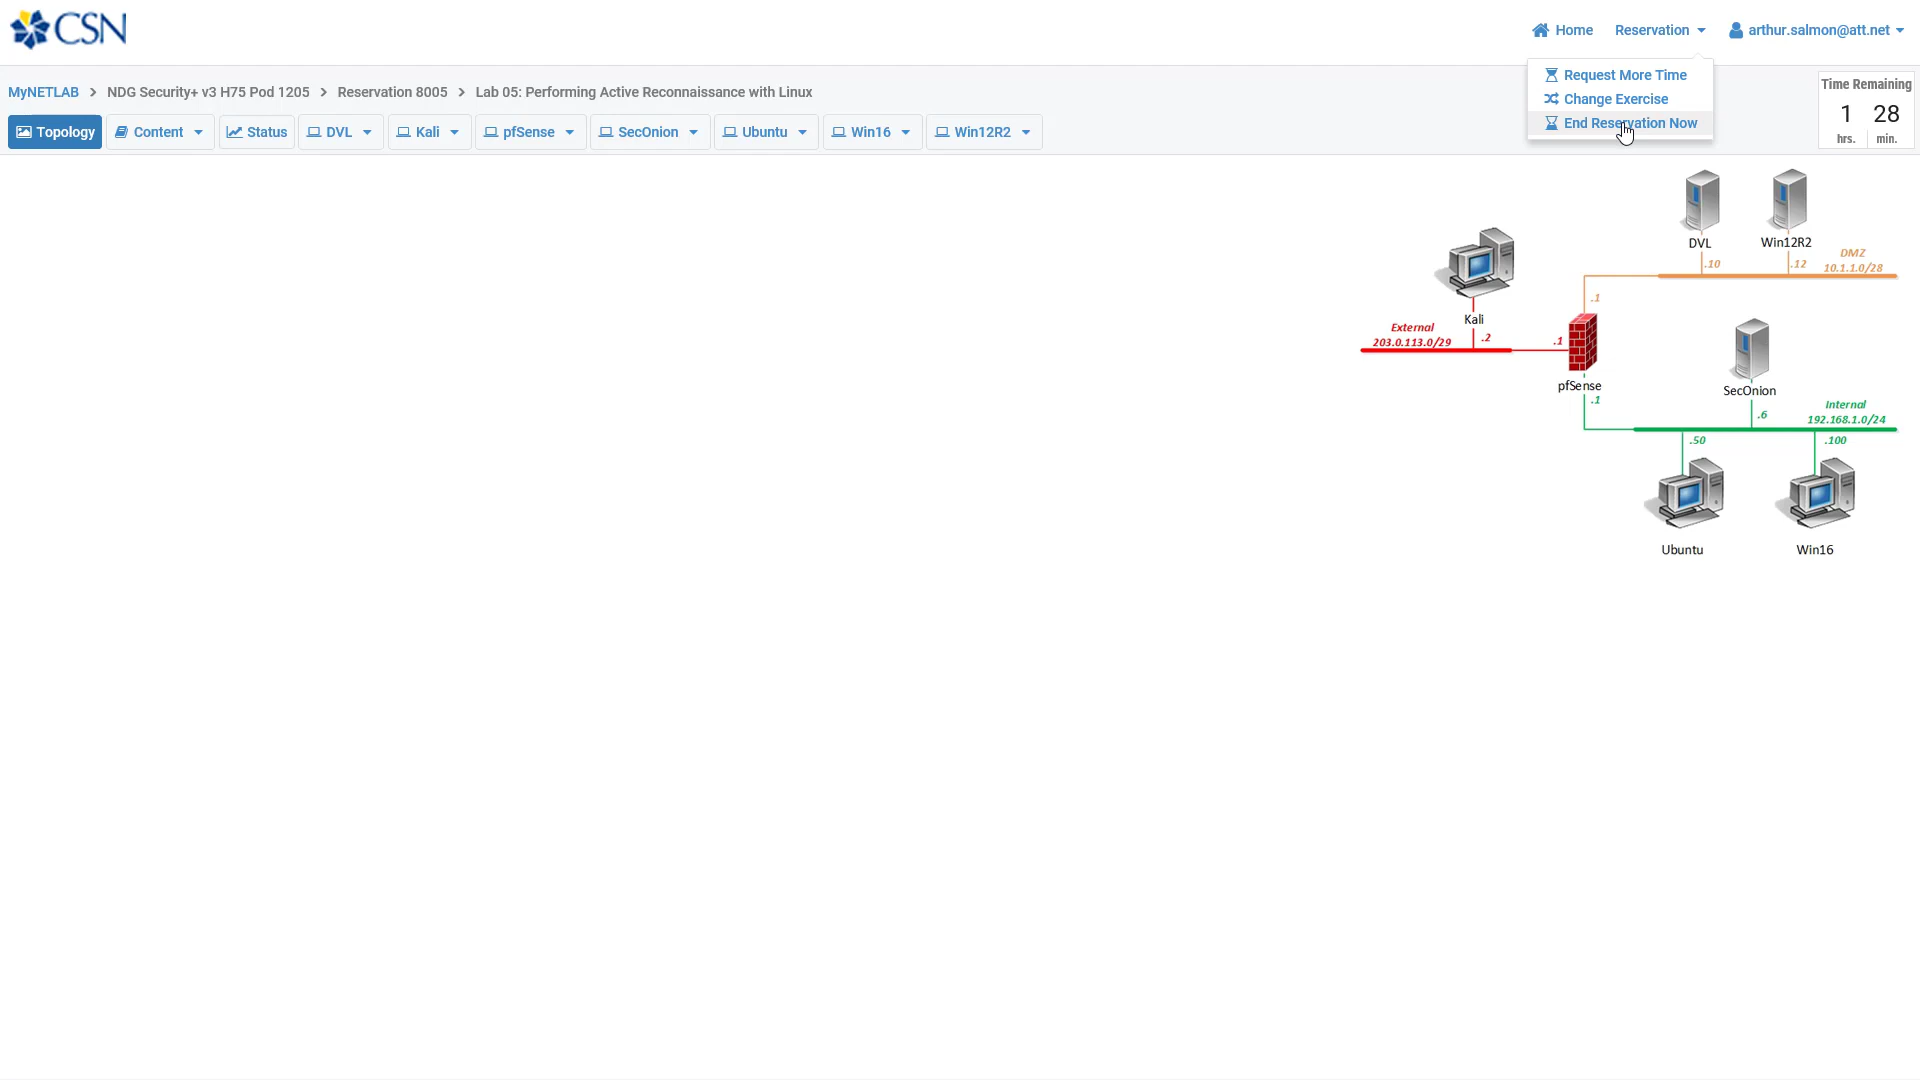 CSN
Home
Reservation
arthur.salmon@att.net
Request More Time
Change Exercise
End Reservation Now
MyNETLAB > NDG Security+ v3 H75 Pod 1205 > Reservation 8005 > Lab 05: Performing Active Reconnaissance with Linux
Time Remaining
1 28
hrs. min.
Topology
Content
Status
DVL
Kali
pfSense
SecOnion
Ubuntu
Win16
Win12R2
DVL
Win12R2
DMZ
10.1.1.0/28
.10
.12
.1
Kali
External
203.0.113.0/29
.2
.1
pfSense
.1
SecOnion
.6
Internal
192.168.1.0/24
.50
.100
Ubuntu
Win16